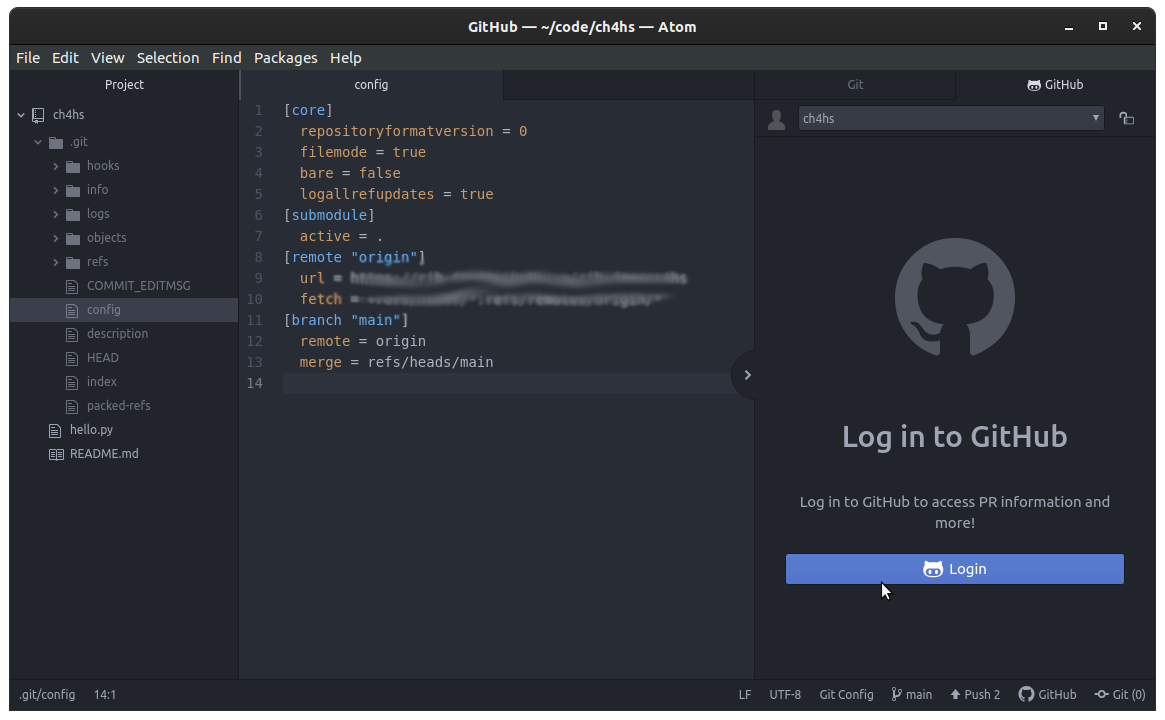 GitHub — ~/code/ch4hs — Atom
File Edit View Selection Find Packages Help
Project
ch4hs
.git
hooks
info
logs
objects
refs
COMMIT_EDITMSG
config
description
HEAD
index
packed-refs
hello.py
README.md
config
1 [core]
2 repositoryformatversion = 0
3 filemode = true
4 bare = false
5 logallrefupdates = true
6 [submodule]
7 active = .
8 [remote "origin"]
9 url =
10 fetch =
11 [branch "main"]
12 remote = origin
13 merge = refs/heads/main
14
Git GitHub
ch4hs
Log in to GitHub
Log in to GitHub to access PR information and
more!
Login
.git/config 14:1 LF UTF-8 Git Config main Push 2 GitHub Git (0)